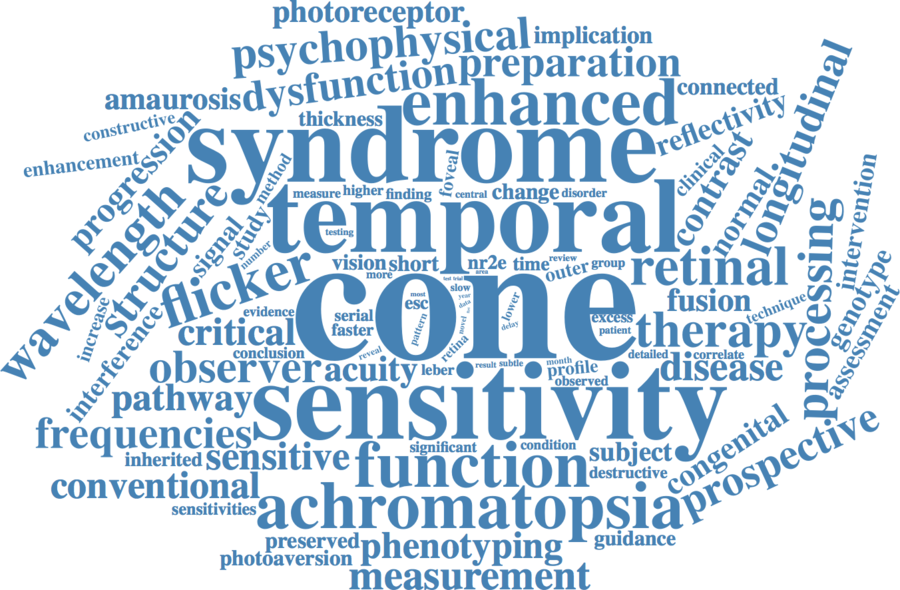 photoreceptor
psychophysical
implication
dysfunction
preparation
amaurosis
enhanced
connected
constructive
thickness
reflectivity
longitudinal
enhancement
progression
syndrome
clinical
contrast
method
foveal
measure
higher
finding
central
change
disorder
normal
intervention
wavelength
structure
signal
study
number
temporal
testing
vision
short
nr2e
time
review
outer
group
retinal
processing
genotype
assessment
flicker
more
area
test
trial
slow
year
data
to
novel
most
esc
pattern
lower
delay
retina
cone
fusion
technique
increase
interference
evidence
serial
faster
excess
patient
critical
therapy
conclusion
reveal
detailed
correlate
observer
acuity
leber
result
subtle
month
profile
observed
disease
pathway
sensitivity
frequencies
significant
condition
subject
congenital
prospective
inherited
sensitive
function
destructive
conventional
sensitivities
achromatopsia
preserved
phenotyping
guidance
photoaversion
measurement